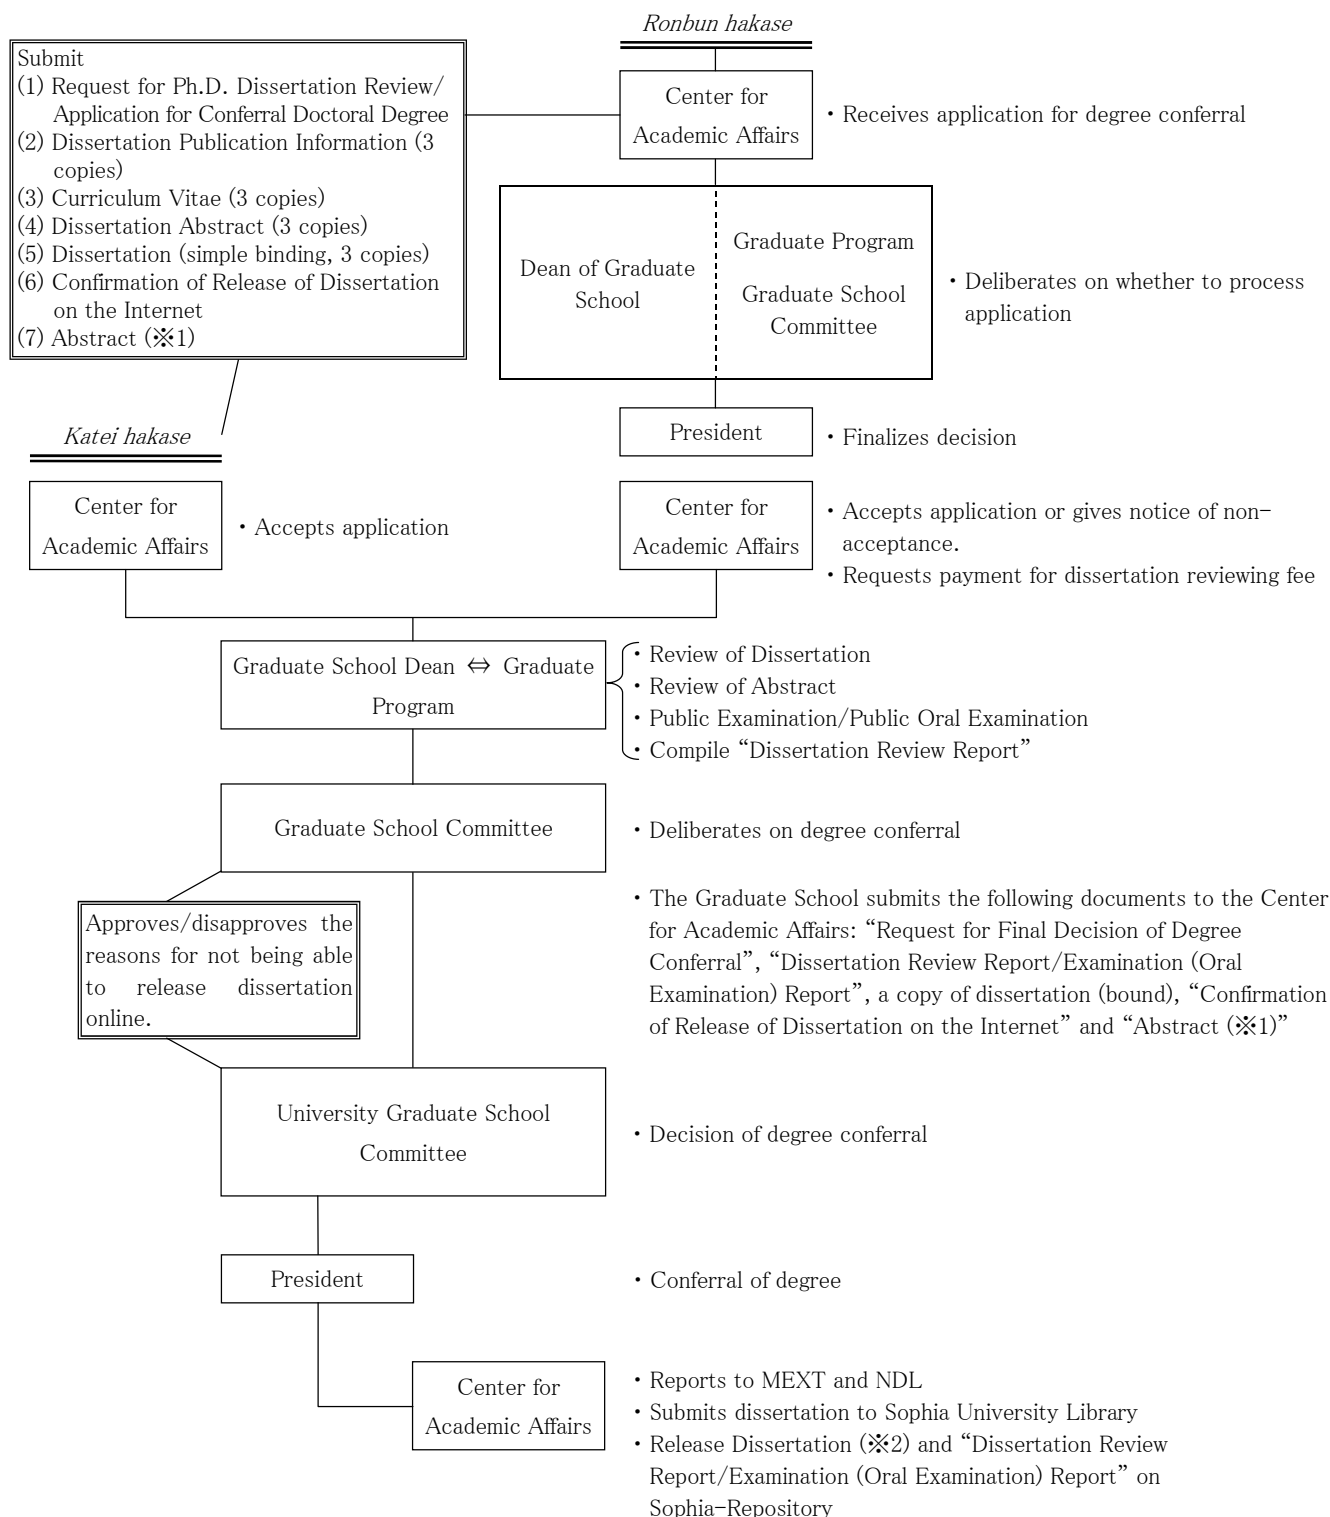 Ronbun hakase
Submit
(1) Request for Ph.D. Dissertation Review/
Application for Conferral Doctoral Degree
(2) Dissertation Publication Information (3
copies)
(3) Curriculum Vitae (3 copies)
(4) Dissertation Abstract (3 copies)
(5) Dissertation (simple binding, 3 copies)
(6) Confirmation of Release of Dissertation
on the Internet
(7) Abstract (※1)
Center for
Academic Affairs
・Receives application for degree conferral
Dean of Graduate
School
Graduate Program
Graduate School
Committee
・Deliberates on whether to process
application
President
・Finalizes decision
Katei hakase
Center for
Academic Affairs
・Accepts application
Center for
Academic Affairs
・Accepts application or gives notice of non-
acceptance.
・Requests payment for dissertation reviewing fee
Graduate School Dean ⇔ Graduate
Program
・Review of Dissertation
・Review of Abstract
・Public Examination/Public Oral Examination
・Compile “Dissertation Review Report”
Graduate School Committee
・Deliberates on degree conferral
Approves/disapproves the
reasons for not being able
to release dissertation
online.
・The Graduate School submits the following documents to the Center
for Academic Affairs: “Request for Final Decision of Degree
Conferral”, “Dissertation Review Report/Examination (Oral
Examination) Report”, a copy of dissertation (bound), “Confirmation
of Release of Dissertation on the Internet” and “Abstract (※1)”
University Graduate School
Committee
・Decision of degree conferral
President
・Conferral of degree
Center for
Academic Affairs
・Reports to MEXT and NDL
・Submits dissertation to Sophia University Library
・Release Dissertation (※2) and “Dissertation Review
Report/Examination (Oral Examination) Report” on
Sophia-Repository